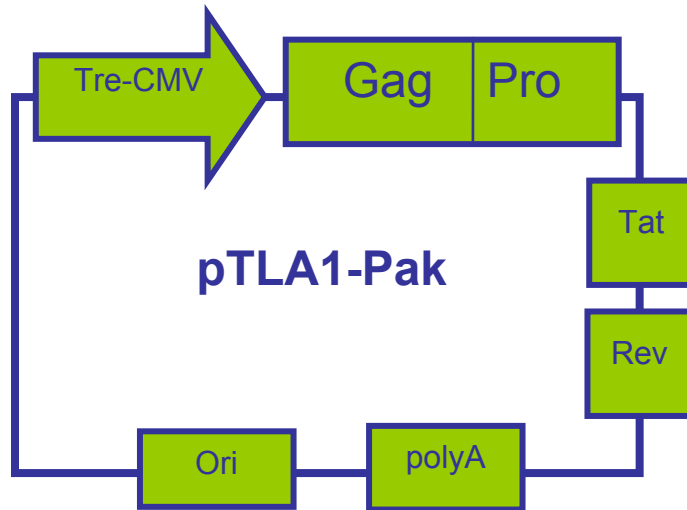 Tre-CMV
Gag Pro
Tat
pTLA1-Pak
Rev
Ori
polyA